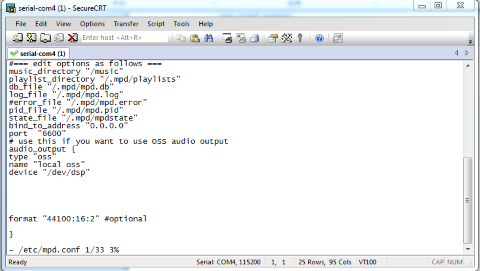 serial-com4 (1) - SecureCRT
File Edit View Options Transfer Script Tools Help
Enter host <Alt+R>
serial-com4 (1)
#=== edit options as follows ===
music_directory "/music"
playlist_directory "/.mpd/playlists"
db_file "/.mpd/mpd.db"
log_file "/.mpd/mpd.log"
#error_file "/.mpd/mpd.error"
pid_file "/.mpd/mpd.pid"
state_file "/.mpd/mpdstate"
bind_to_address "0.0.0.0"
port "6600"
# use this if you want to use OSS audio output
audio_output {
type "oss"
name "local oss"
device "/dev/dsp"
format "44100:16:2" #optional
}
- /etc/mpd.conf 1/33 3%
Ready Serial: COM4, 115200 1, 1 25 Rows, 95 Cols VT100 CAP NUM